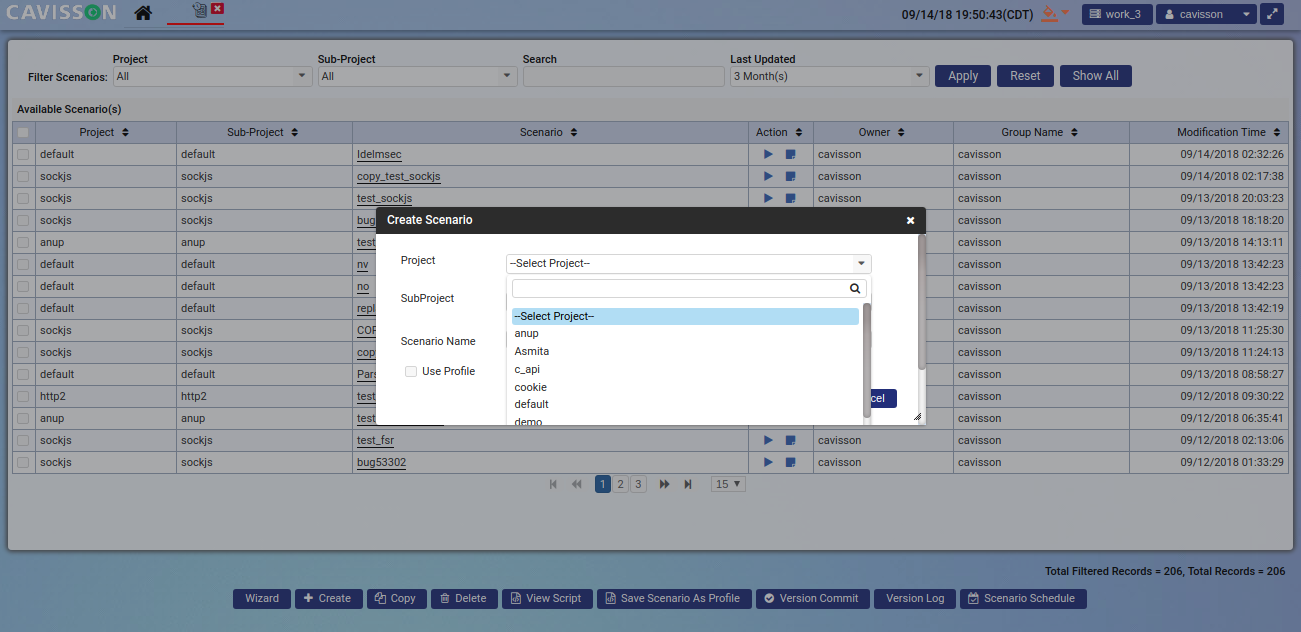 CAVISSON
09/14/18 19:50:43(CDT) work_3 cavisson
Project Sub-Project Search Last Updated
Filter Scenarios: All All 3 Month(s) Apply Reset Show All
Available Scenario(s)
Project Sub-Project Scenario Action Owner Group Name Modification Time
default default Idelmsec cavisson cavisson 09/14/2018 02:32:26
sockjs sockjs copy_test_sockjs cavisson cavisson 09/14/2018 02:17:38
sockjs sockjs test_sockjs cavisson cavisson 09/13/2018 20:03:23
sockjs sockjs bug 09/13/2018 18:18:20
anup anup test 09/13/2018 14:13:11
default default nv 09/13/2018 13:42:23
default default no 09/13/2018 13:42:23
default default repl 09/13/2018 13:42:19
sockjs sockjs COP 09/13/2018 11:25:30
sockjs sockjs cop 09/13/2018 11:24:13
default default Pars 09/13/2018 08:58:27
http2 http2 test 09/12/2018 09:30:22
anup anup test 09/12/2018 06:35:41
sockjs sockjs test_fsr cavisson cavisson 09/12/2018 02:13:06
sockjs sockjs bug53302 cavisson cavisson 09/12/2018 01:33:29
Create Scenario
Project --Select Project--
SubProject
--Select Project--
anup
Scenario Name
Asmita
Use Profile
c_api
cookie
default
demo
cel
1 2 3 15
Total Filtered Records = 206, Total Records = 206
Wizard Create Copy Delete View Script Save Scenario As Profile Version Commit Version Log Scenario Schedule